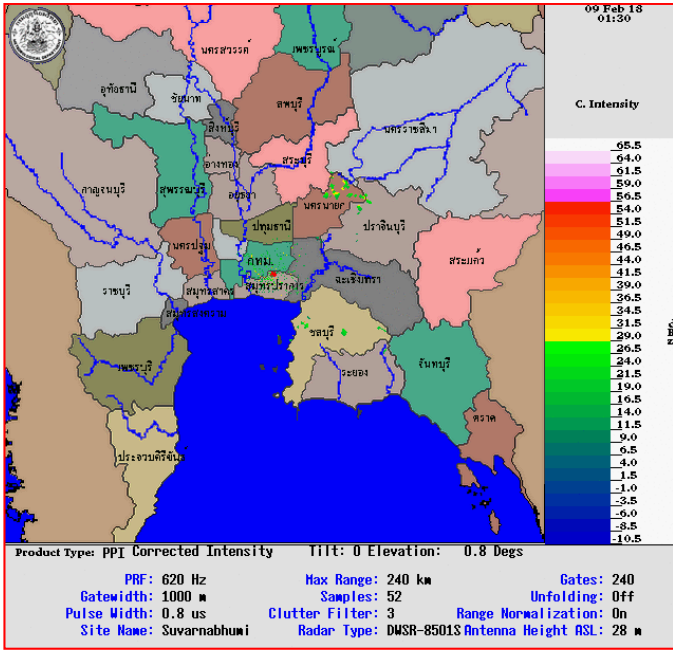 09 Feb 18
01:30
C. Intensity
นครสวรรค์
เพชรบูรณ์
อุทัยธานี
ชัยนาท
ลพบุรี
สิงห์บุรี
นครราชสีมา
อ่างทอง
สระบุรี
กาญจนบุรี
สุพรรณบุรี
อยุธยา
นครนายก
ปทุมธานี
ปราจีนบุรี
นครปฐม
กทม.
สระแก้ว
ราชบุรี
สมุทรสาคร
สมุทรปราการ
ฉะเชิงเทรา
สมุทรสงคราม
ชลบุรี
เพชรบุรี
ระยอง
จันทบุรี
ตราด
ประจวบคีรีขันธ์
65.5
64.0
61.5
59.0
56.5
54.0
51.5
49.0
46.5
44.0
41.5
39.0
36.5
34.0
31.5
29.0
26.5
24.0
21.5
19.0
16.5
14.0
11.5
9.0
6.5
4.0
1.5
-1.0
-3.5
-6.0
-8.5
-10.5
Product Type: PPI Corrected Intensity Tilt: 0 Elevation: 0.8 Degs
PRF: 620 Hz Max Range: 240 km Gates: 240
Gatewidth: 1000 m Samples: 52 Unfolding: Off
Pulse Width: 0.8 us Clutter Filter: 3 Range Normalization: On
Site Name: Suvarnabhumi Radar Type: DWSR-8501S Antenna Height ASL: 28 m